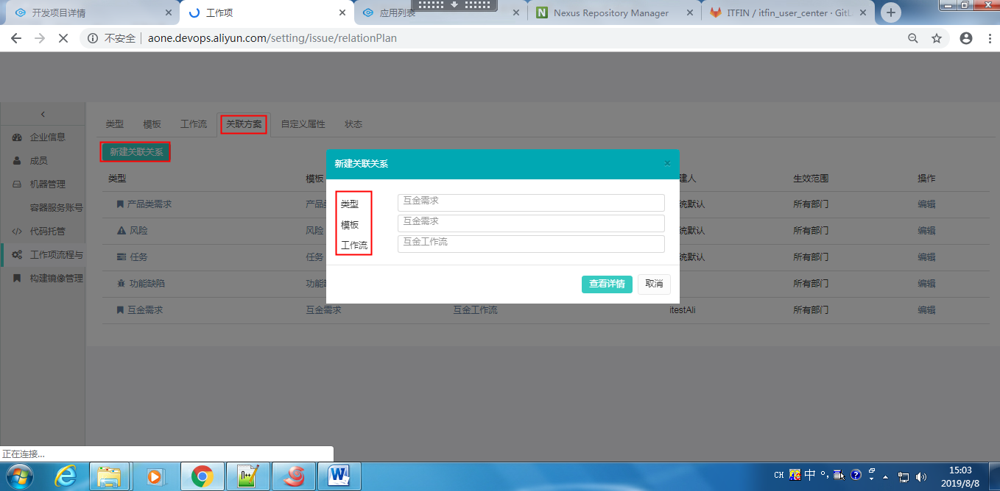 开发项目详情
工作项
应用列表
Nexus Repository Manager
ITFIN / itfin_user_center · GitL
不安全
aone.devops.aliyun.com/setting/issue/relationPlan
类型 模板 工作流 关联方案 自定义属性 状态
企业信息
成员
机器管理
容器服务账号
代码托管
工作项流程与
构建镜像管理
新建关联关系
类型 模板 建人 生效范围 操作
产品类需求 产品类 统默认 所有部门 编辑
风险 风险 统默认 所有部门 编辑
任务 任务 统默认 所有部门 编辑
功能缺陷 功能缺 所有部门 编辑
互金需求 互金需求 互金工作流 itestAli 所有部门 编辑
新建关联关系 ×
类型 互金需求
模板 互金需求
工作流 互金工作流
查看详情 取消
正在连接...
CH 中 15:03
2019/8/8